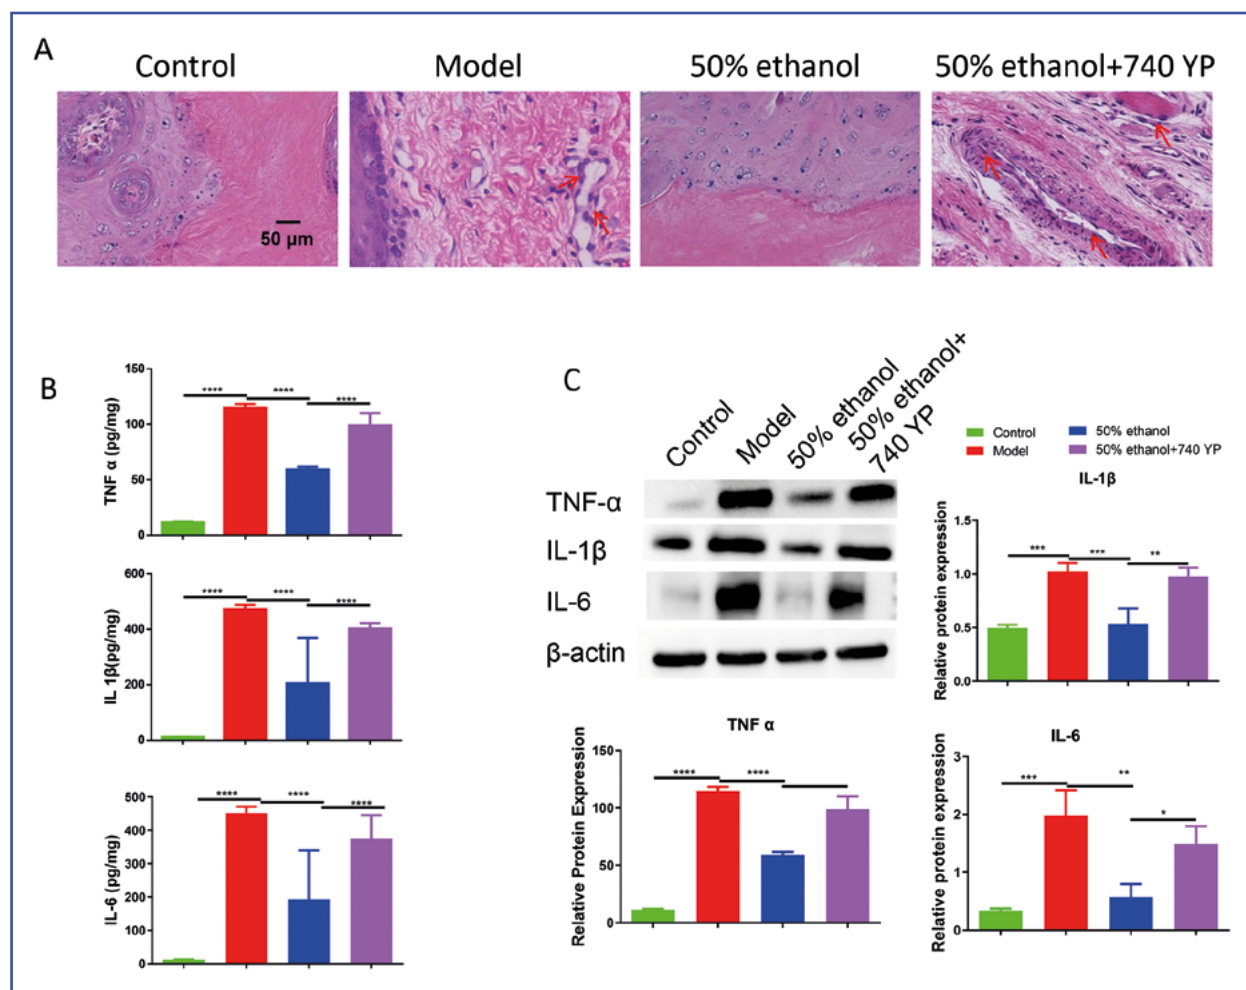 A
Control
Model
50% ethanol
50% ethanol+740 YP
50 μm
B
TNF α (pg/mg)
150
100
50
0
****
****
****
IL 1β(pg/mg)
600
400
200
0
****
****
****
IL-6 (pg/mg)
500
400
300
200
100
0
****
****
****
C
Control
Model
50% ethanol
50% ethanol+
740 YP
TNF-α
IL-1β
IL-6
β-actin
Control
Model
50% ethanol
50% ethanol+740 YP
IL-1β
Relative protein expression
1.5
1.0
0.5
0.0
***
***
**
TNF α
Relative Protein Expression
150
100
50
0
****
****
IL-6
Relative protein expression
3
2
1
0
***
**
*